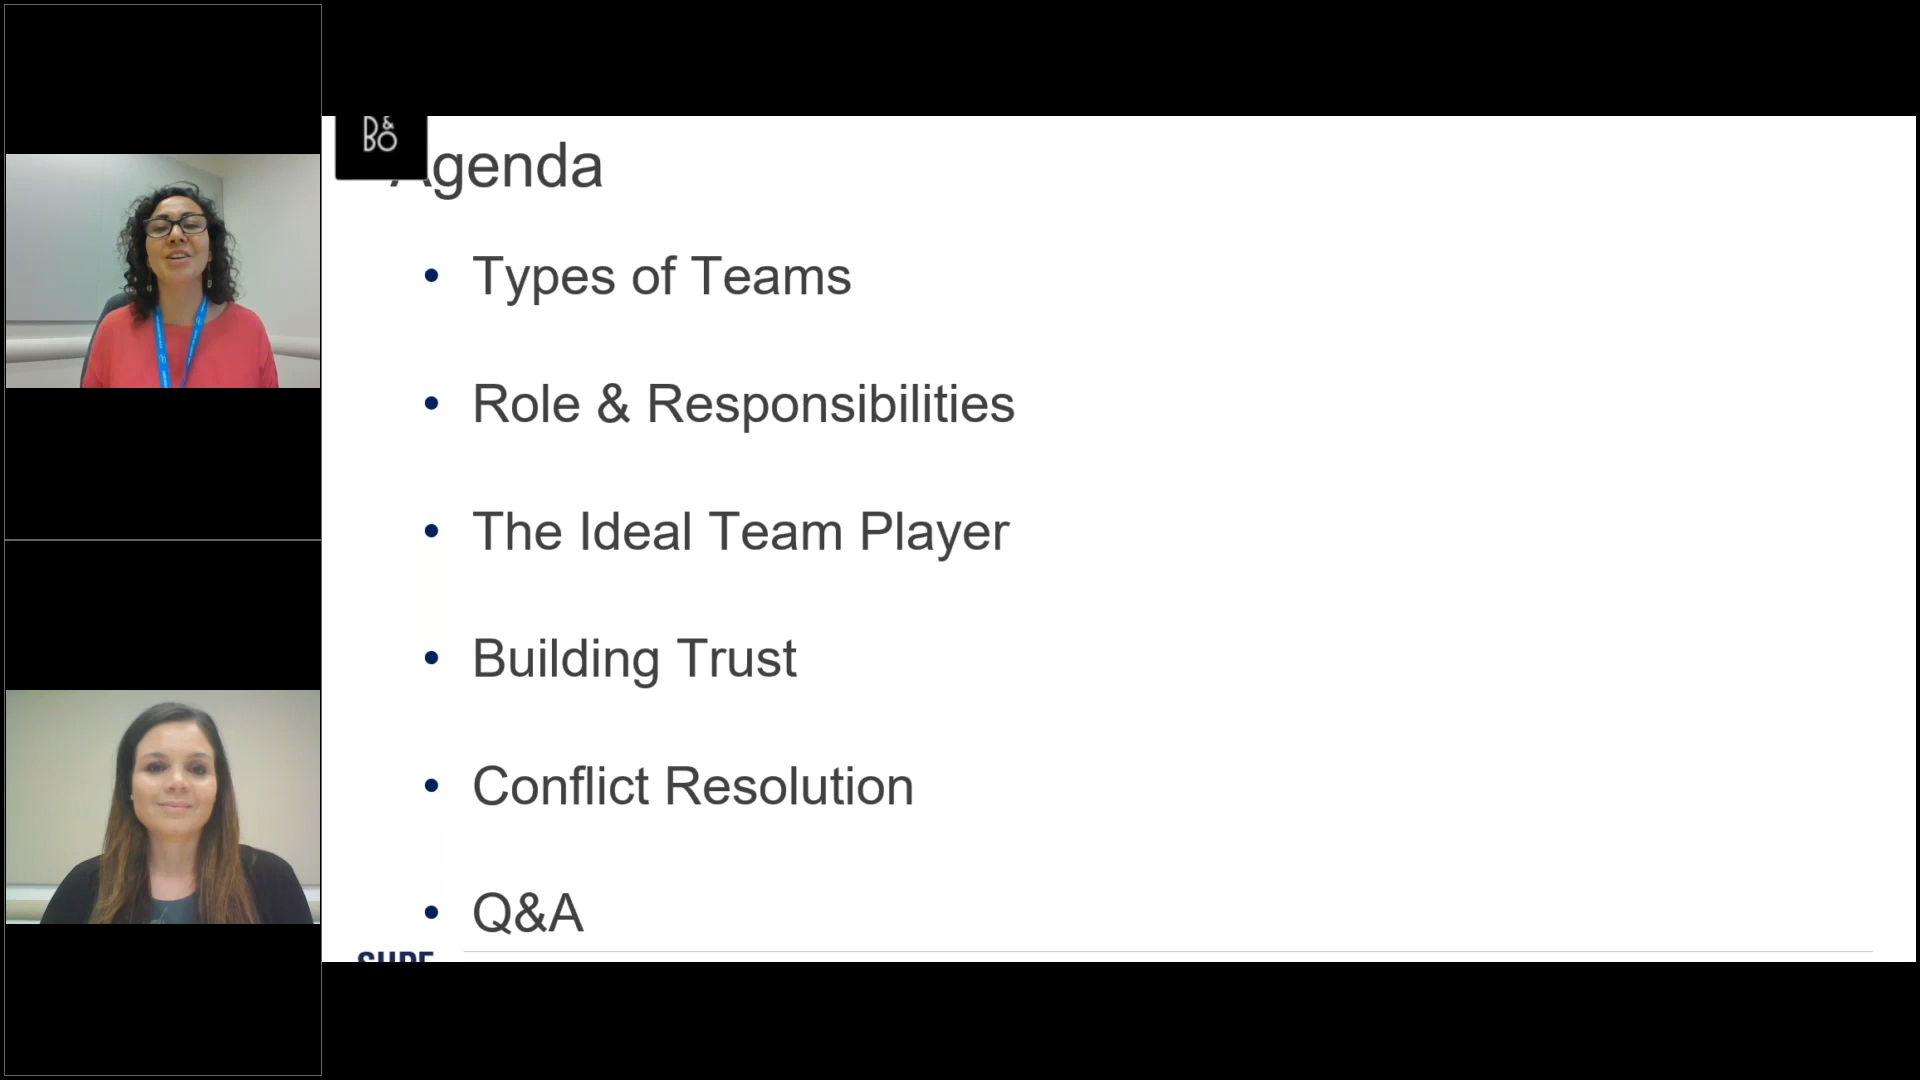 B&O
Agenda
• Types of Teams
• Role & Responsibilities
• The Ideal Team Player
• Building Trust
• Conflict Resolution
• Q&A